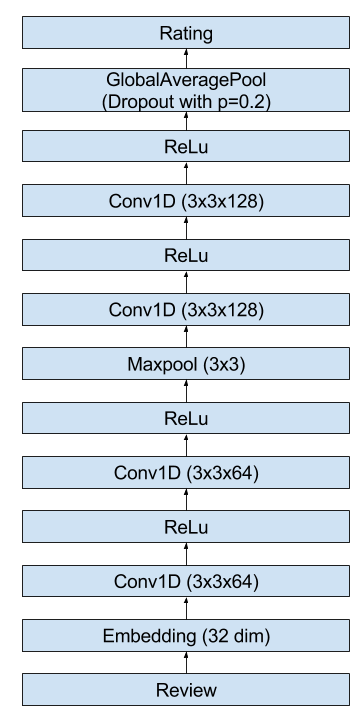 Rating
GlobalAveragePool
(Dropout with p=0.2)
ReLu
Conv1D (3x3x128)
ReLu
Conv1D (3x3x128)
Maxpool (3x3)
ReLu
Conv1D (3x3x64)
ReLu
Conv1D (3x3x64)
Embedding (32 dim)
Review